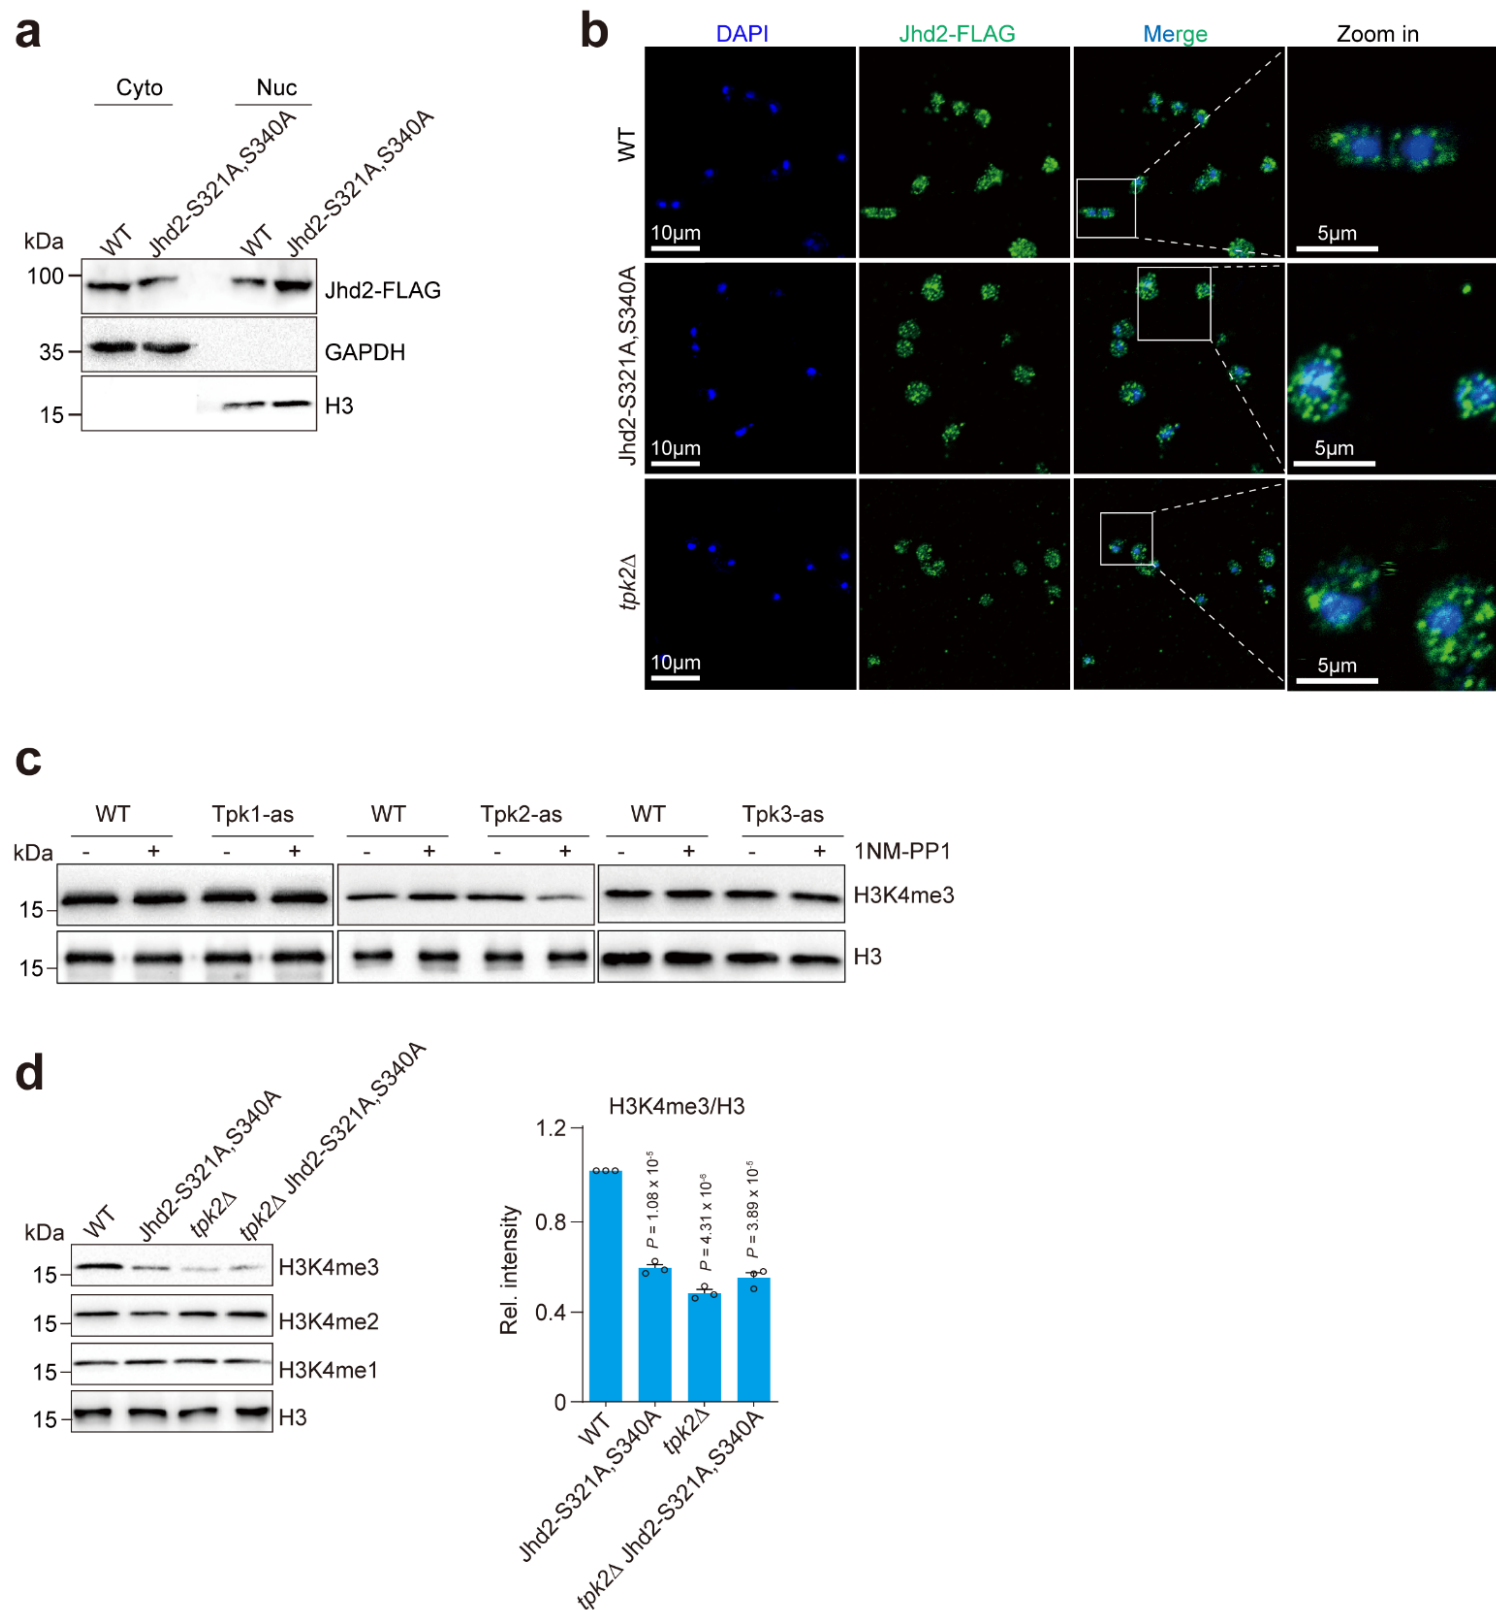 a
Cyto Nuc
WT Jhd2-S321A,S340A WT Jhd2-S321A,S340A
kDa
100 Jhd2-FLAG
35 GAPDH
15 H3
b
DAPI Jhd2-FLAG Merge Zoom in
WT
10μm 5μm
Jhd2-S321A,S340A
10μm 5μm
tpk2Δ
10μm 5μm
c
WT Tpk1-as WT Tpk2-as WT Tpk3-as
kDa - + - + - + - + - + - + 1NM-PP1
15 H3K4me3
15 H3
d
WT Jhd2-S321A,S340A tpk2Δ tpk2Δ Jhd2-S321A,S340A
kDa
15 H3K4me3
15 H3K4me2
15 H3K4me1
15 H3
H3K4me3/H3
Rel. intensity
1.2
0.8
0.4
0
P = 1.08 x 10-5
P = 4.31 x 10-6
P = 3.89 x 10-5
WT
Jhd2-S321A,S340A
tpk2Δ
tpk2Δ Jhd2-S321A,S340A